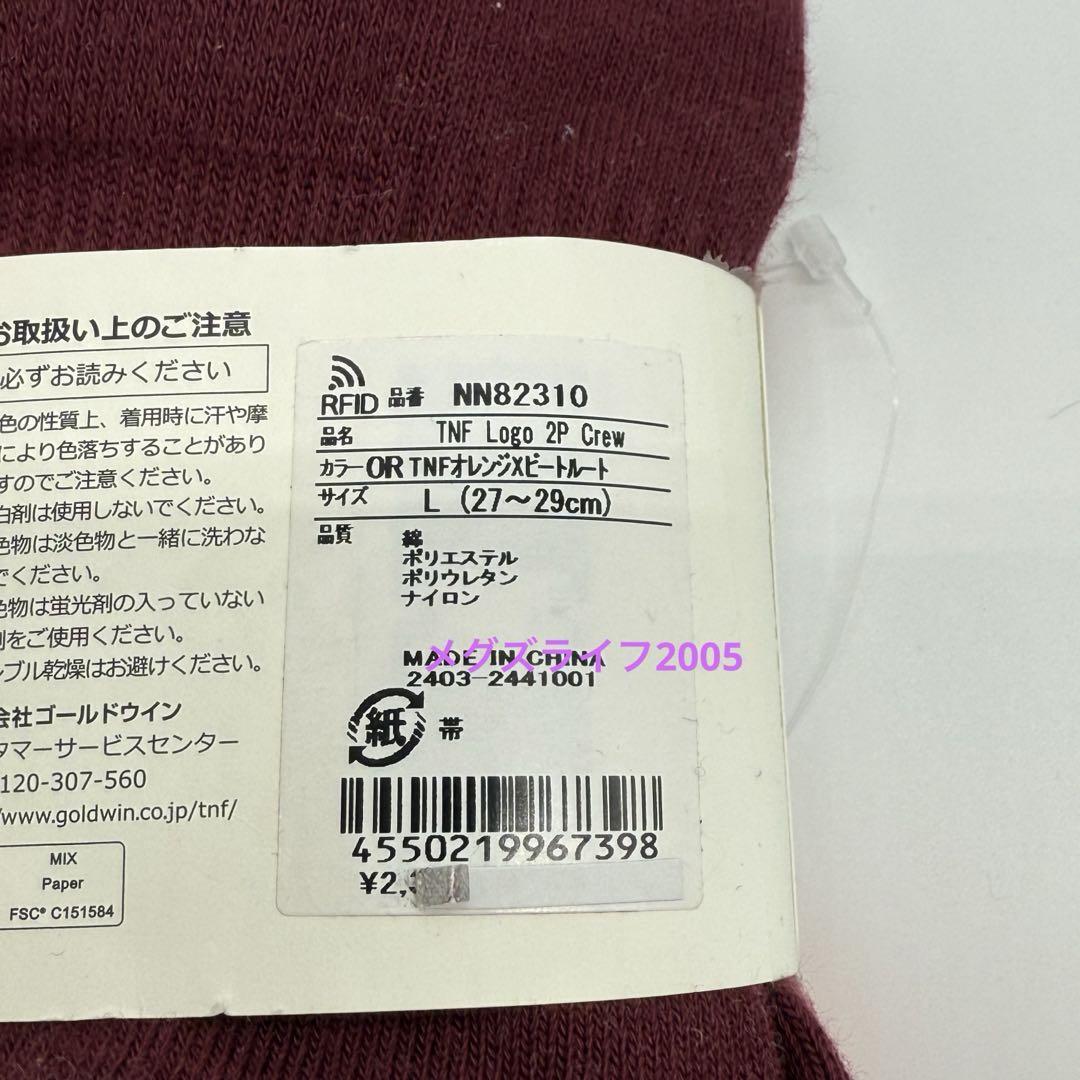 お取扱い上のご注意
必ずお読みください
色の性質上、着用時に汗や摩
により色落ちすることがあり
すのでご注意ください。
白剤は使用しないでください。
色物は淡色物と一緒に洗わな
でください。
色物は蛍光剤の入っていない
剤をご使用ください。
ンブル乾燥はお避けください。
会社ゴールドウイン
タマーサービスセンター
120-307-560
/www.goldwin.co.jp/tnf/
MIX
Paper
FSC® C151584
RFID 品番 NN82310
品名 TNF Logo 2P Crew
カラー OR TNFオレンジXビートルート
サイズ L (27～29cm)
品質 綿
ポリエステル
ポリウレタン
ナイロン
MADE IN CHINA
メグズライフ2005
2403-2441001
紙 帯
4550219967398
¥2,